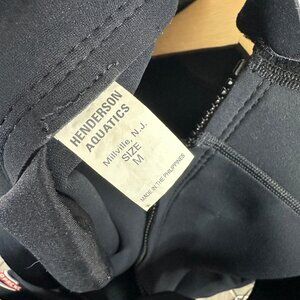 HENDERSON
AQUATICS
Millville, N.J.
SIZE
M
MADE IN THE PHILIPPINES